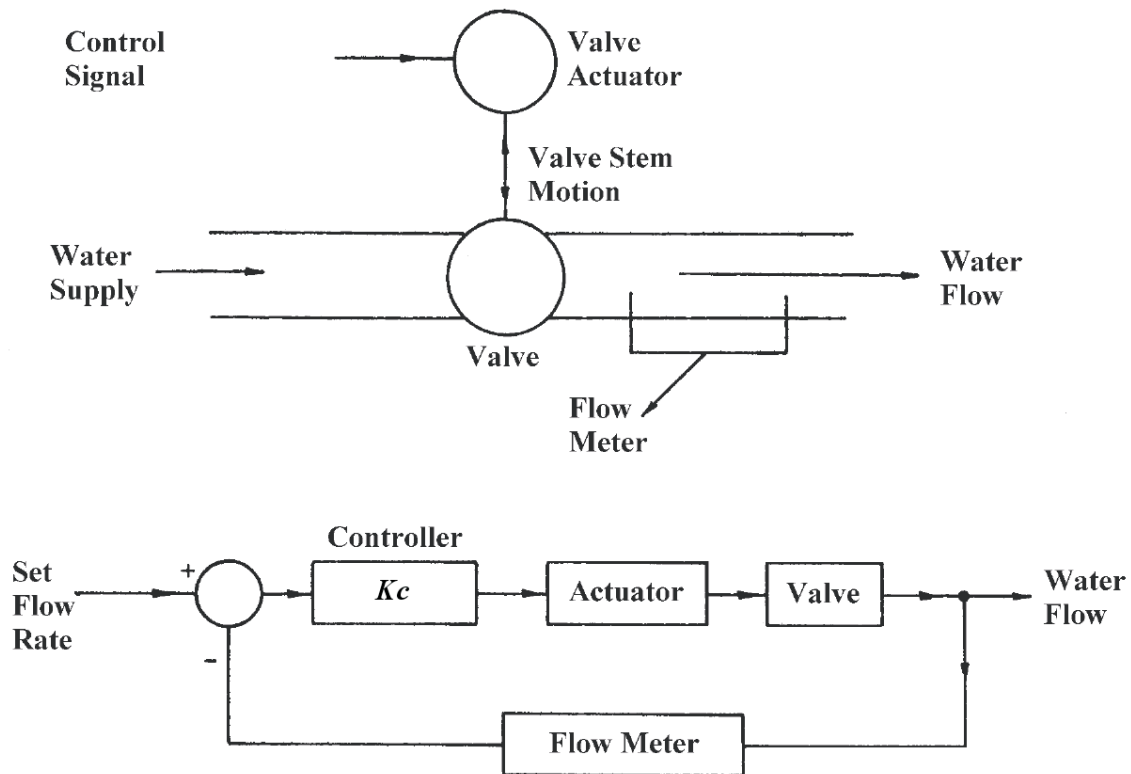 Control
Signal
Valve
Actuator
Valve Stem
Motion
Water
Supply
Water
Flow
Valve
Flow
Meter
Controller
Set
Flow
Rate
+
Kc
Actuator
Valve
Water
Flow
-
Flow Meter